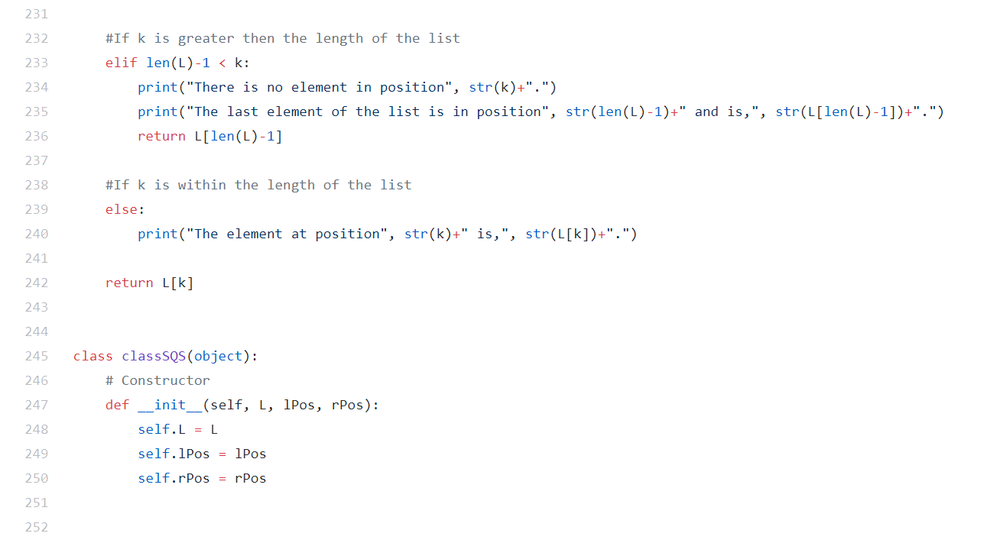 231
232 #If k is greater then the length of the list
233 elif len(L)-1 < k:
234 print("There is no element in position", str(k)+".")
235 print("The last element of the list is in position", str(len(L)-1)+" and is,", str(L[len(L)-1])+".")
236 return L[len(L)-1]
237
238 #If k is within the length of the list
239 else:
240 print("The element at position", str(k)+" is,", str(L[k])+".")
241
242 return L[k]
243
244
245 class classSQS(object):
246 # Constructor
247 def __init__(self, L, lPos, rPos):
248 self.L = L
249 self.lPos = lPos
250 self.rPos = rPos
251
252